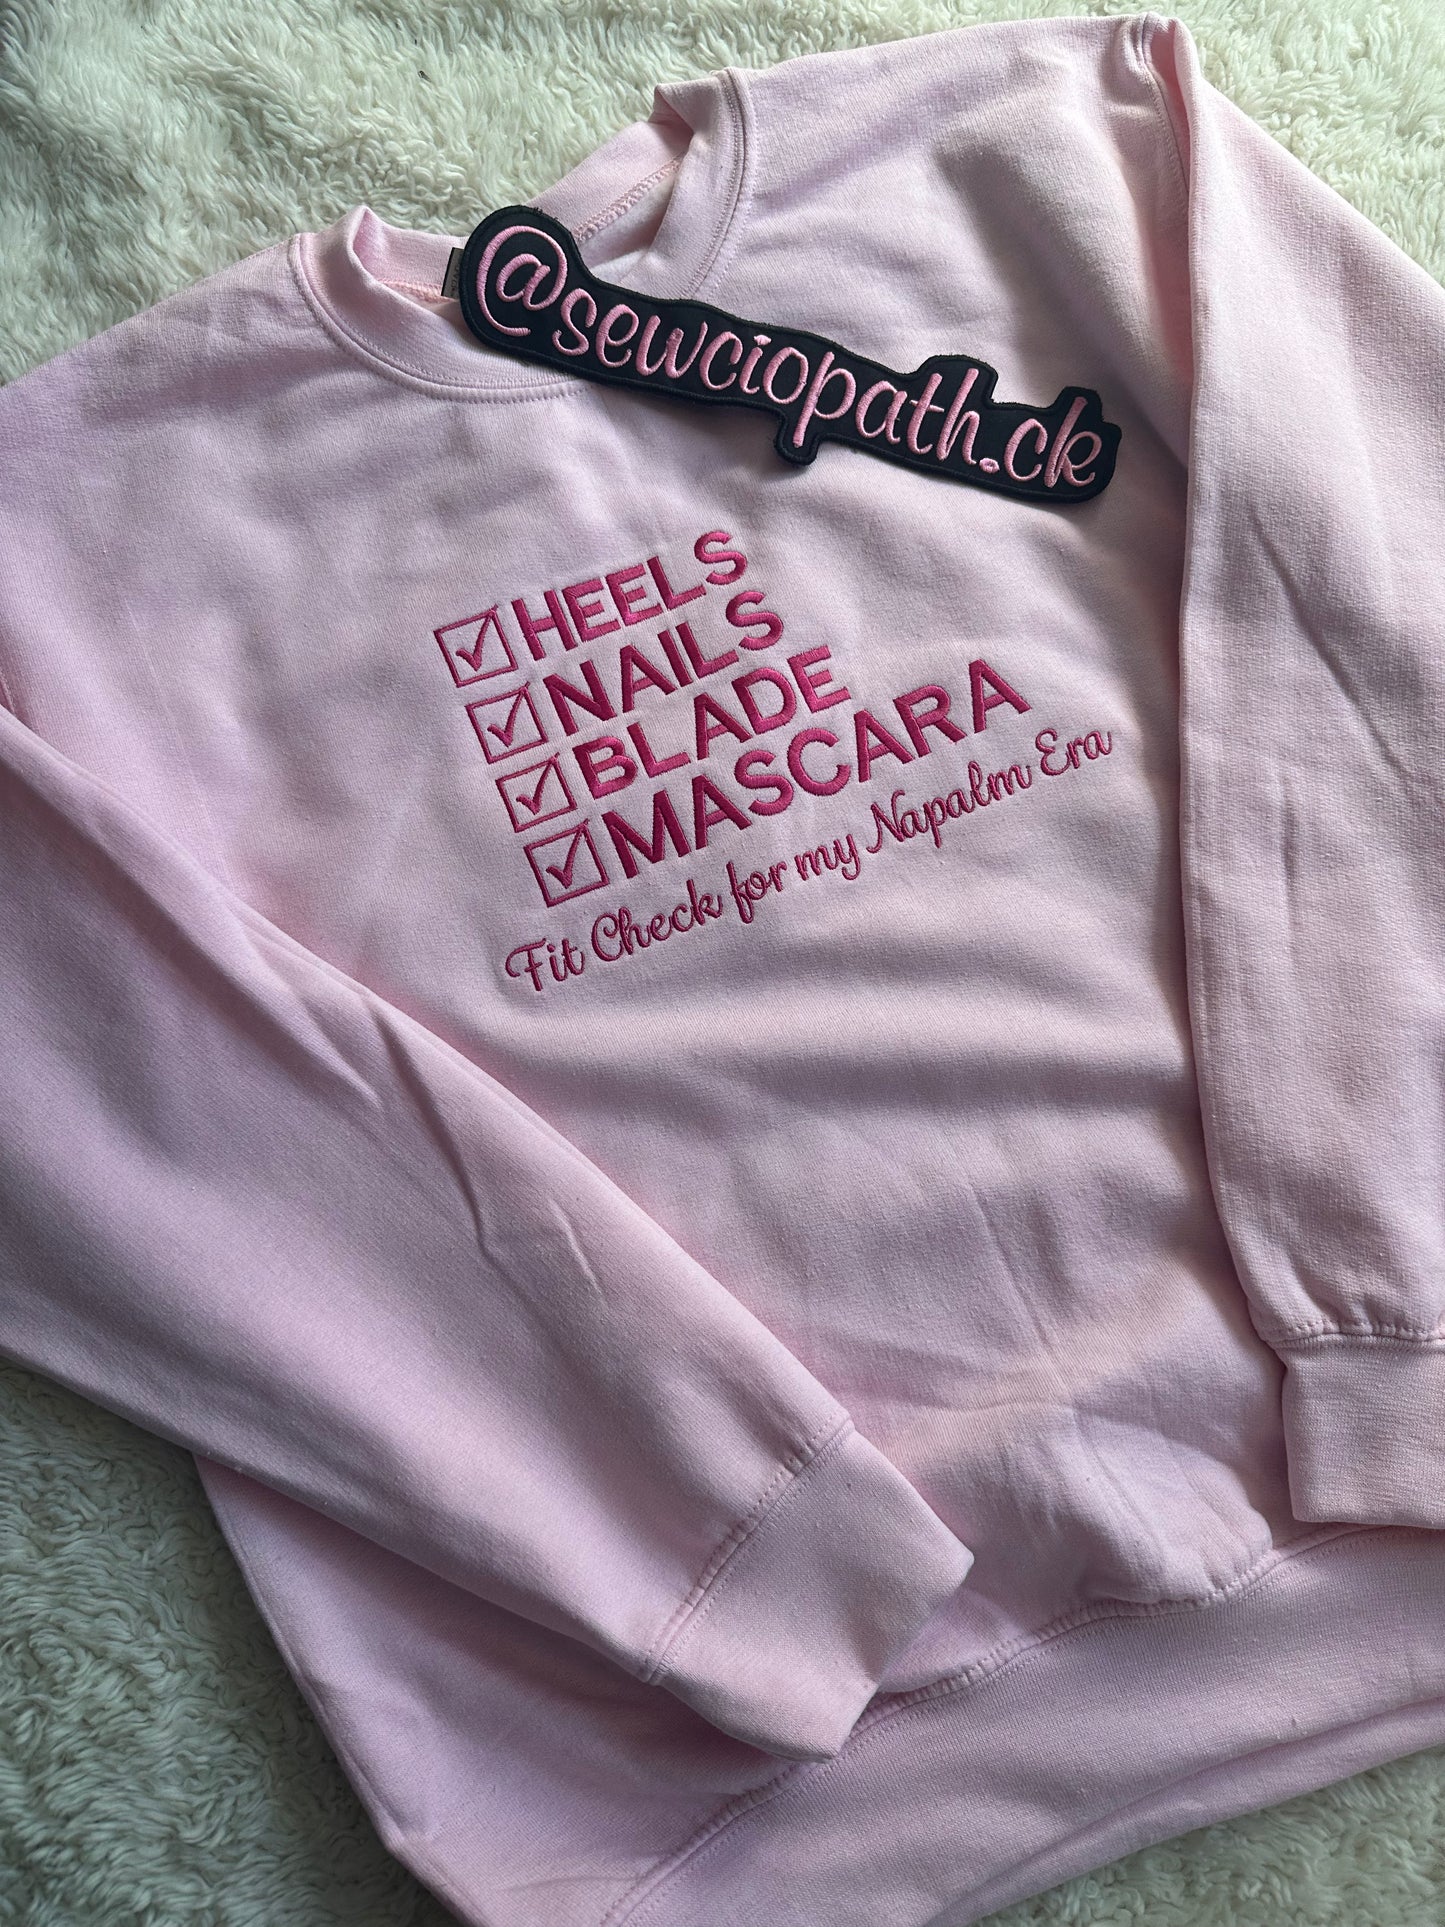 @sewciopath.ck
HEELS
NAILS
BLADE
MASCARA
Fit Check for my Napalm Era